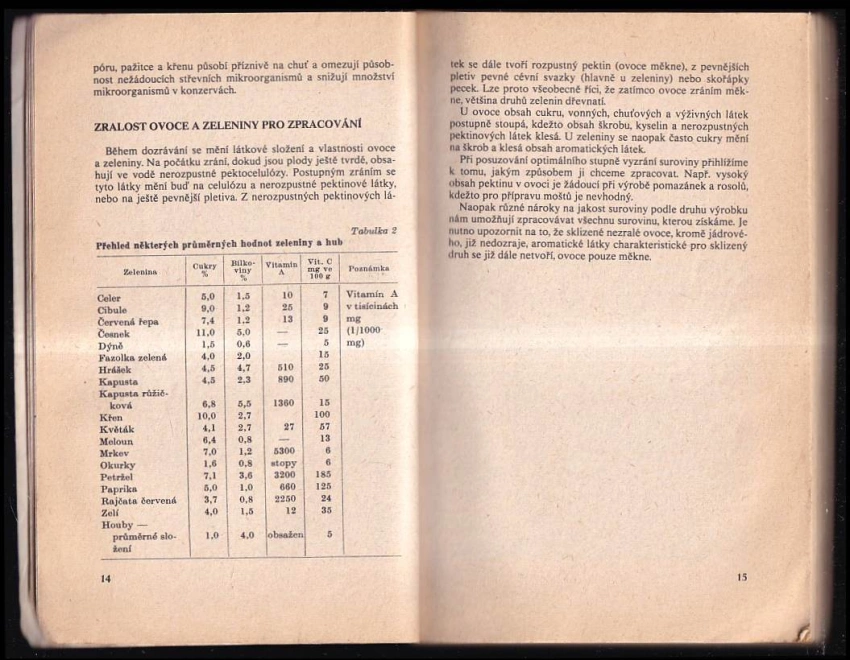 póru, pažitce a křenu působí příznivě na chuť a omezují působ-
nost nežádoucích střevních mikroorganismů a snižují množství
mikroorganismů v konzervách.
ZRALOST OVOCE A ZELENINY PRO ZPRACOVÁNÍ
Během dozrávání se mění látkové složení a vlastnosti ovoce
a zeleniny. Na počátku zrání, dokud jsou plody ještě tvrdé, obsa-
hují ve vodě nerozpustné pektocelulózy. Postupným zráním se
tyto látky mění buď na celulózu a nerozpustné pektinové látky,
nebo na ještě pevnější pletiva. Z nerozpustných pektinových lá-
Tabulka 2
Přehled některých průměrných hodnot zeleniny a hub
Zelenina Cukry % Bílko- viny % Vitamín A Vit. C mg ve 100 g Poznámka
Celer 5,0 1,5 10 7 Vitamín A
Cibule 9,0 1,2 25 9 v tisícinách
Červená řepa 7,4 1,2 13 9 mg
Česnek 11,0 5,0 — 25 (1/1000
Dýně 1,5 0,6 — 5 mg)
Fazolka zelená 4,0 2,0 15
Hrášek 4,5 4,7 510 25
Kapusta 4,5 2,3 890 50
Kapusta růžič-
ková 6,8 5,5 1360 15
Křen 10,0 2,7 100
Květák 4,1 2,7 27 57
Meloun 6,4 0,8 — 13
Mrkev 7,0 1,2 5300 6
Okurky 1,6 0,8 stopy 6
Petržel 7,1 3,6 3200 185
Paprika 5,0 1,0 660 125
Rajčata červená 3,7 0,8 2250 24
Zelí 4,0 1,5 12 35
Houby —
průměrné slo- 1,0 4,0 obsažen 5
žení
14
tek se dále tvoří rozpustný pektin (ovoce měkne), z pevnějších
pletiv pevné cévní svazky (hlavně u zeleniny) nebo skořápky
pecek. Lze proto všeobecně říci, že zatímco ovoce zráním měk-
ne, většina druhů zelenin dřevnatí.
U ovoce obsah cukru, vonných, chuťových a výživných látek
postupně stoupá, kdežto obsah škrobu, kyselin a nerozpustných
pektinových látek klesá. U zeleniny se naopak často cukry mění
na škrob a klesá obsah aromatických látek.
Při posuzování optimálního stupně vyzrání suroviny přihlížíme
k tomu, jakým způsobem ji chceme zpracovat. Např. vysoký
obsah pektinu v ovoci je žádoucí při výrobě pomazánek a rosolů,
kdežto pro přípravu moštů je nevhodný.
Naopak různé nároky na jakost suroviny podle druhu výrobku
nám umožňují zpracovávat všechnu surovinu, kterou získáme. Je
nutno upozornit na to, že sklizené nezralé ovoce, kromě jádrové-
ho, již nedozraje, aromatické látky charakteristické pro sklizený
druh se již dále netvoří, ovoce pouze měkne.
15